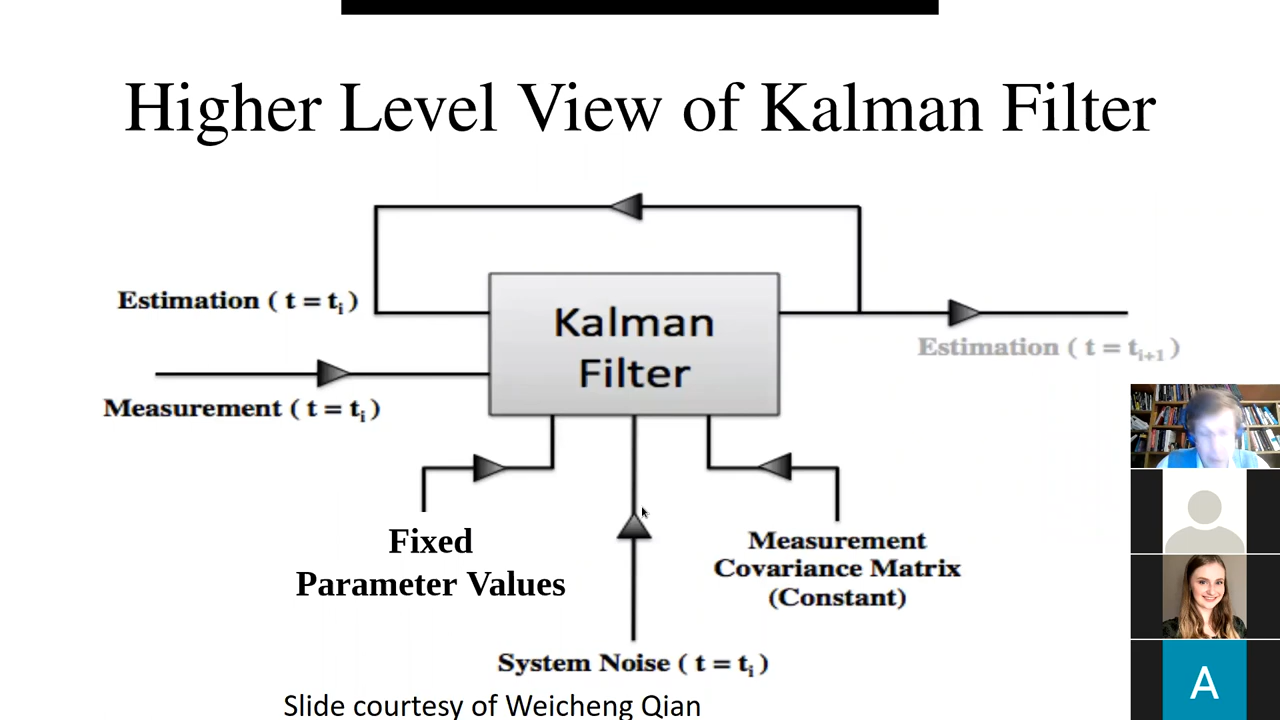 Higher Level View of Kalman Filter
Estimation ( t = tᵢ )
Kalman
Filter
Estimation ( t = tᵢ₊₁ )
Measurement ( t = tᵢ )
Fixed
Parameter Values
Measurement
Covariance Matrix
(Constant)
System Noise ( t = tᵢ )
Slide courtesy of Weicheng Qian
A